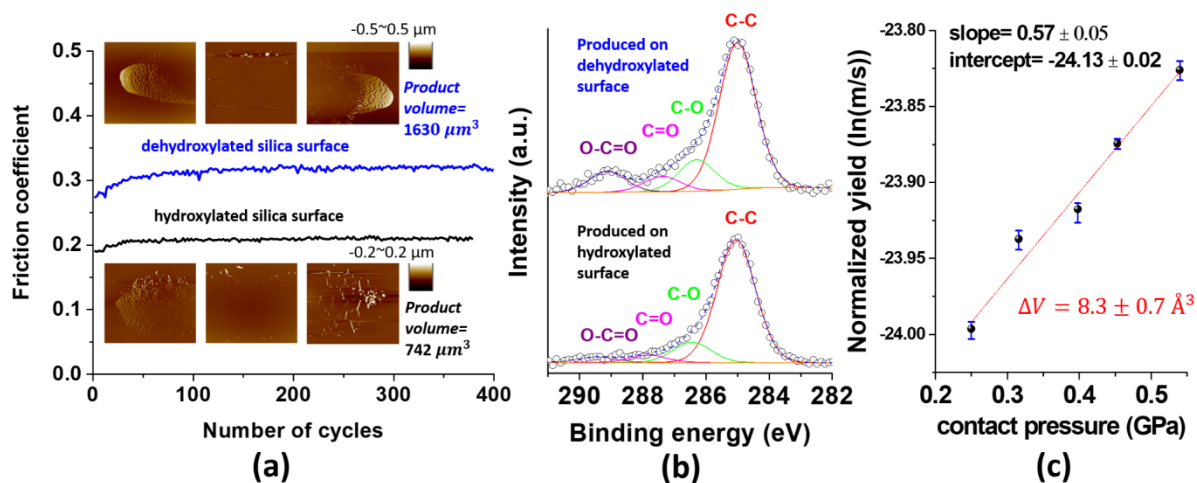 0.5
0.4
0.3
0.2
0.1
0.0
0
100
200
300
400
Friction coefficient
Number of cycles
-0.5~0.5 μm
Product
volume=
1630 μm³
dehydroxylated silica surface
hydroxylated silica surface
-0.2~0.2 μm
Product
volume=
742 μm³
(a)
Intensity (a.u.)
Produced on
dehydroxylated
surface
C-C
C-O
C=O
O-C=O
Produced on
hydroxylated
surface
C-C
C-O
C=O
O-C=O
290
288
286
284
282
Binding energy (eV)
(b)
Normalized yield (ln(m/s))
-23.80
-23.85
-23.90
-23.95
-24.00
slope= 0.57 ± 0.05
intercept= -24.13 ± 0.02
ΔV = 8.3 ± 0.7 Å³
0.2
0.3
0.4
0.5
contact pressure (GPa)
(c)